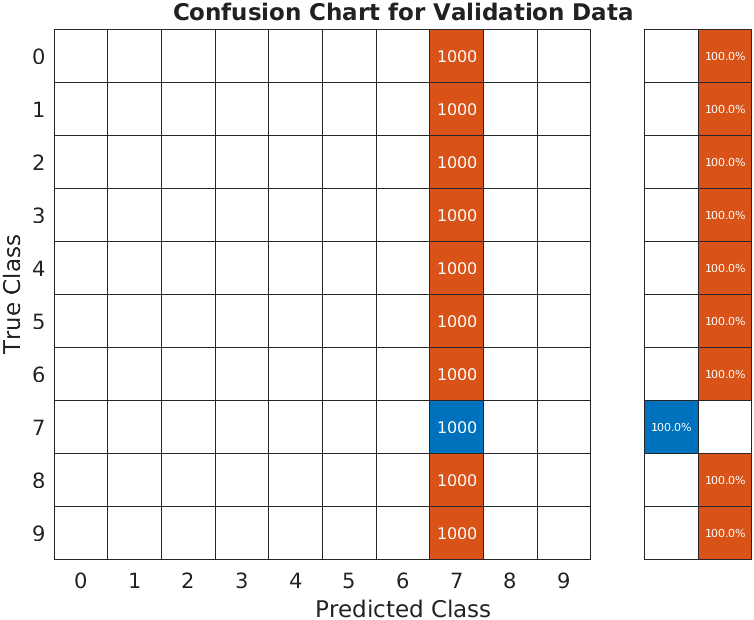 Confusion Chart for Validation Data
True Class
0 1000 100.0%
1 1000 100.0%
2 1000 100.0%
3 1000 100.0%
4 1000 100.0%
5 1000 100.0%
6 1000 100.0%
7 1000 100.0%
8 1000 100.0%
9 1000 100.0%
0 1 2 3 4 5 6 7 8 9
Predicted Class